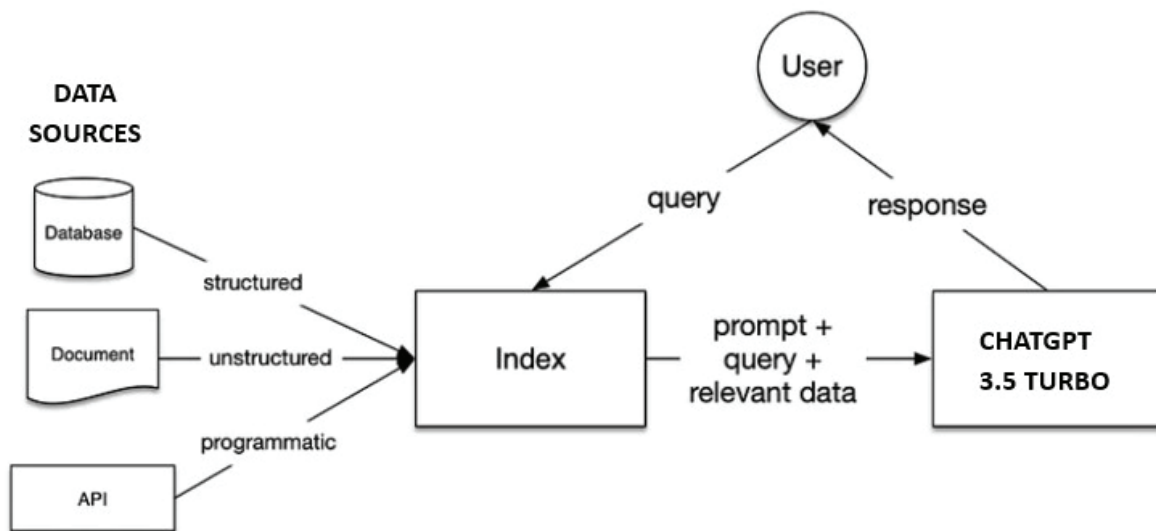 User
DATA
SOURCES
query
response
Database
structured
Document
unstructured
Index
prompt +
query +
relevant data
CHATGPT
3.5 TURBO
programmatic
API